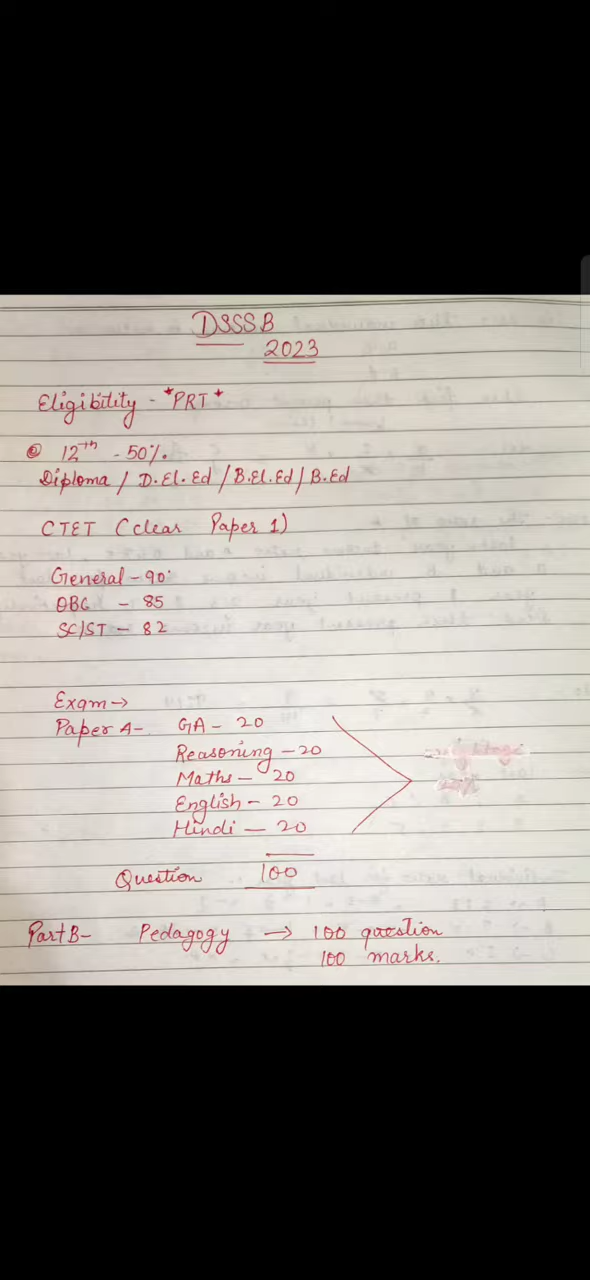 DSSSB
2023
Eligibility - *PRT*
12th - 50%.
Diploma / D.El.Ed / B.El.Ed / B.Ed
CTET (clear Paper 1)
General - 90
OBC - 85
SC/ST - 82
Exam →
Paper A - GA - 20
Reasoning - 20
Maths - 20
English - 20
Hindi - 20
Question 100
Part B - Pedagogy → 100 question
100 marks.